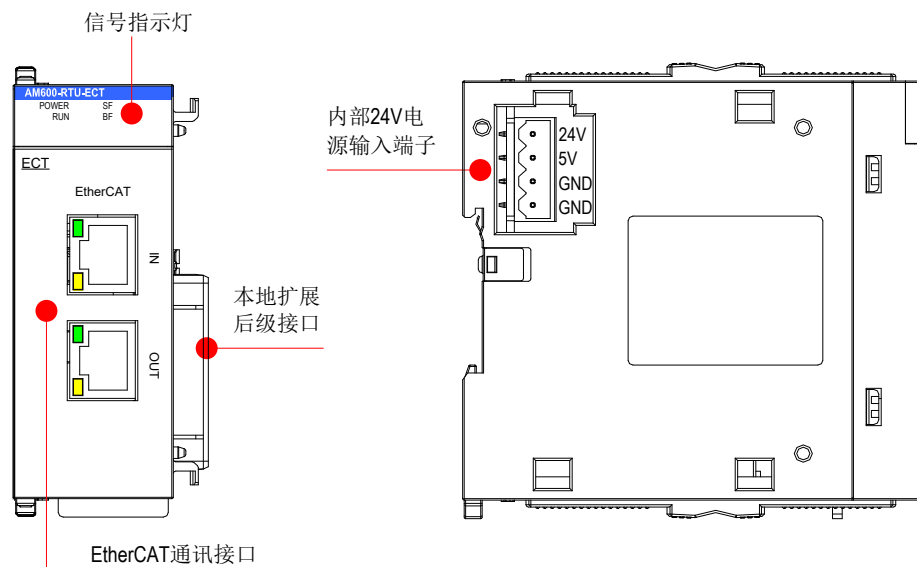 信号指示灯
AM600-RTU-ECT
POWER SF
RUN BF
ECT
EtherCAT
IN
OUT
本地扩展
后级接口
EtherCAT通讯接口
内部24V电
源输入端子
24V
5V
GND
GND